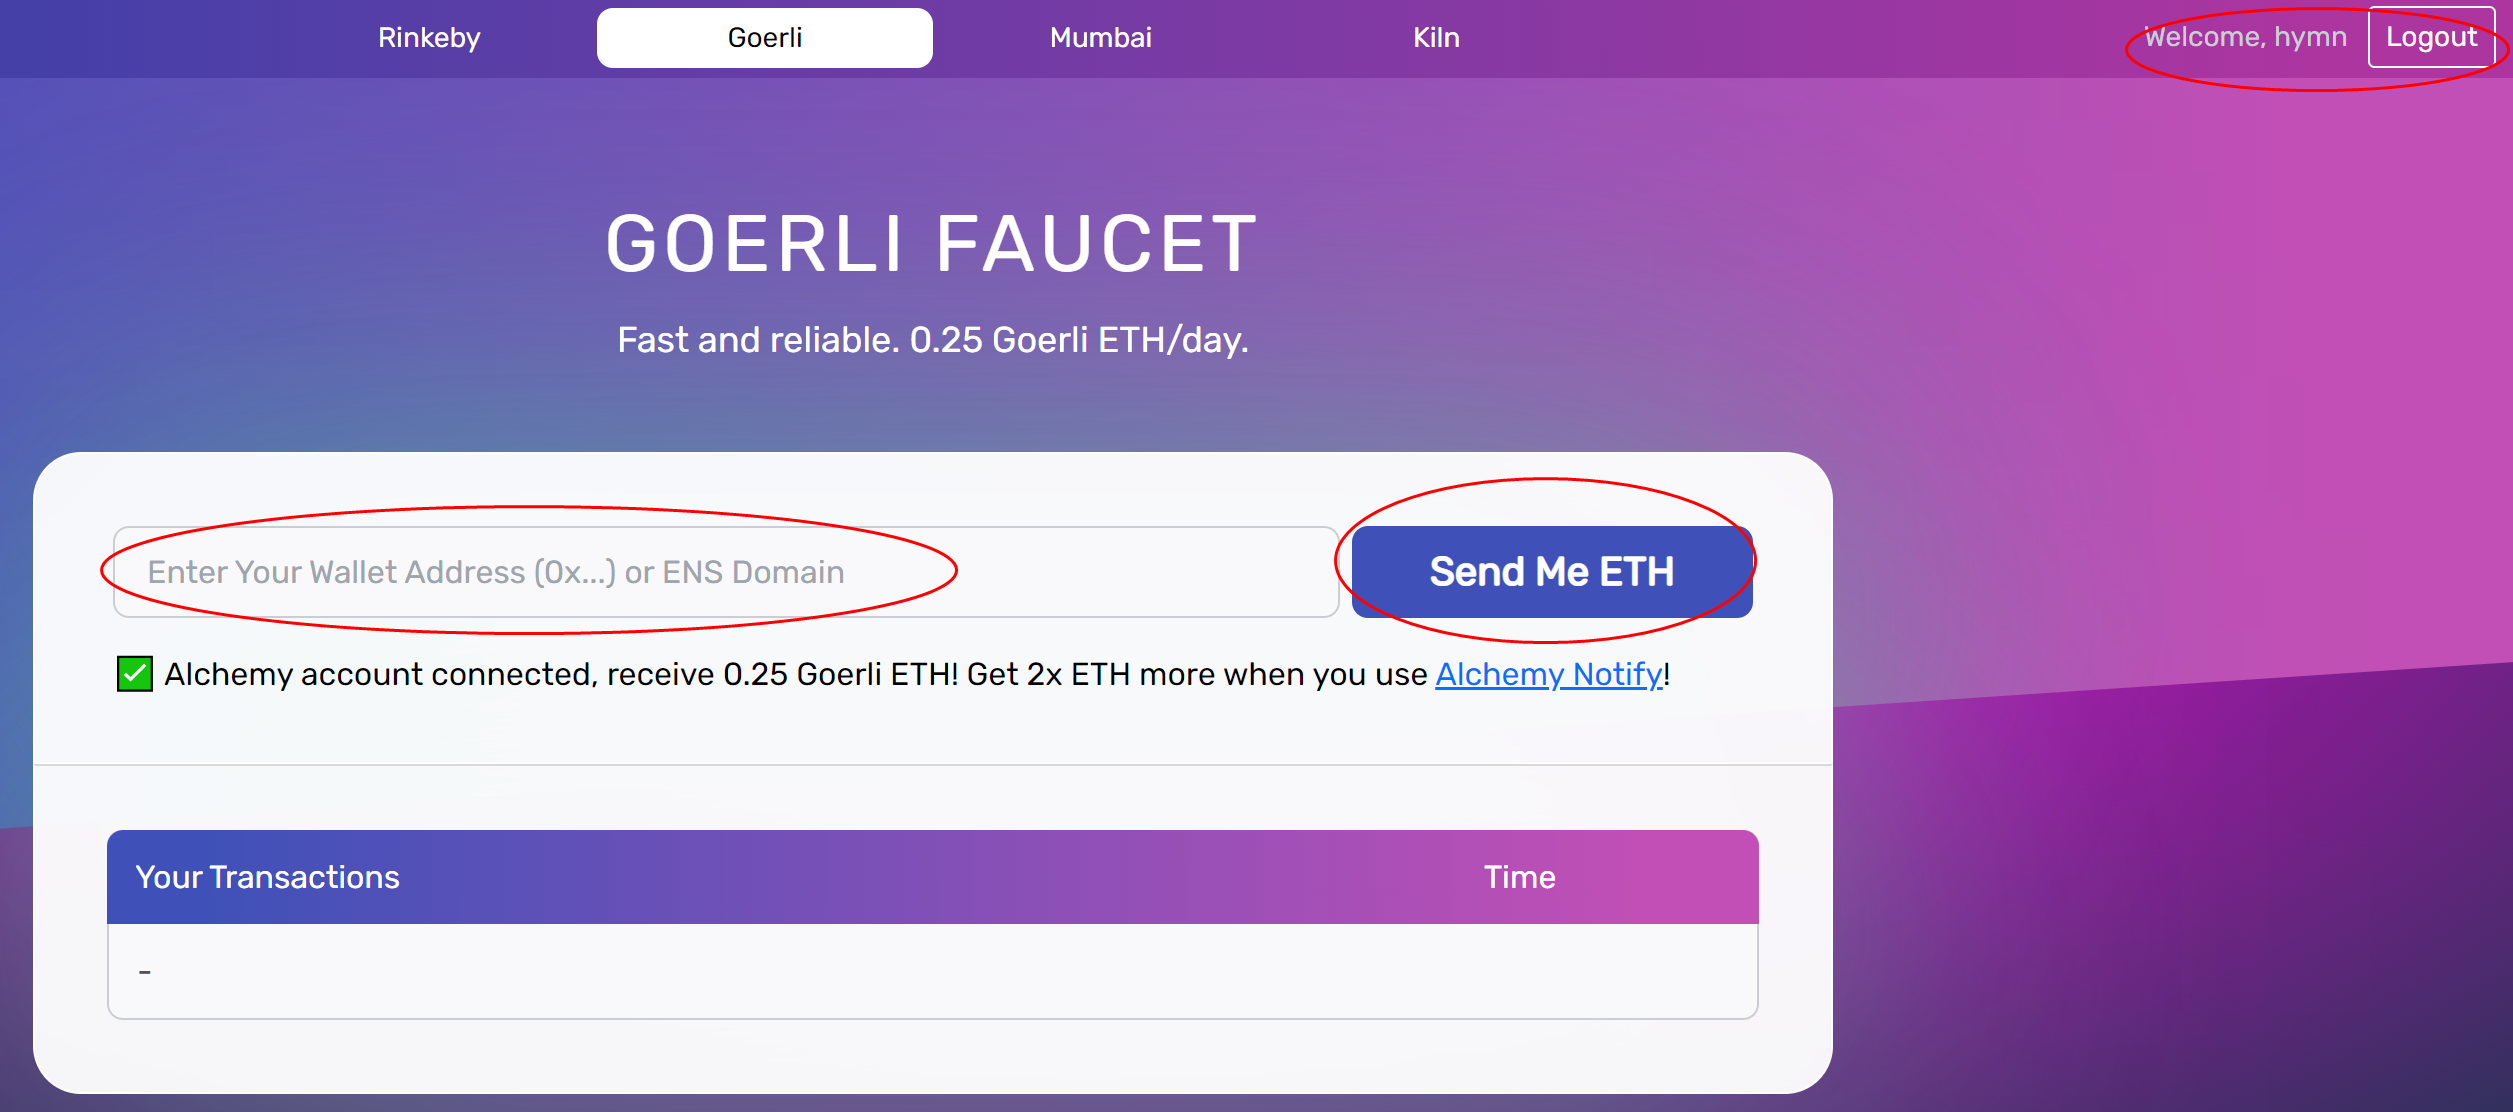 Rinkeby Goerli Mumbai Kiln Welcome, hymn Logout
GOERLI FAUCET
Fast and reliable. 0.25 Goerli ETH/day.
Enter Your Wallet Address (0x...) or ENS Domain Send Me ETH
Alchemy account connected, receive 0.25 Goerli ETH! Get 2x ETH more when you use Alchemy Notify!
Your Transactions Time
-